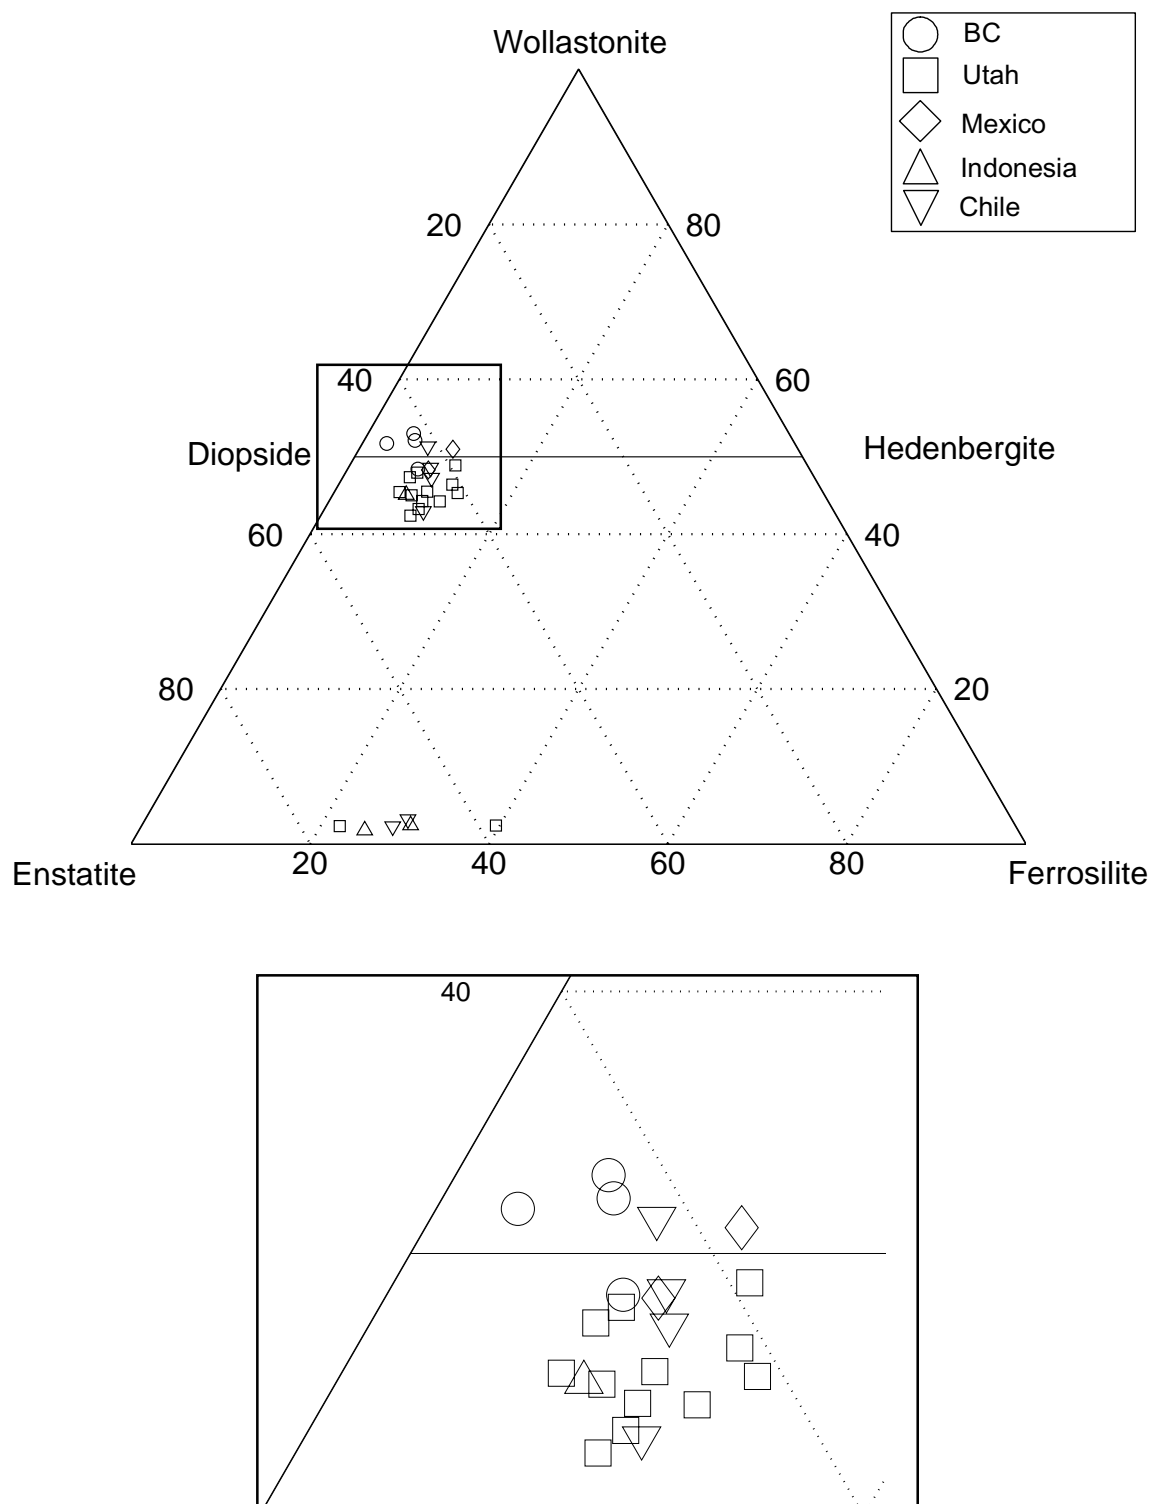 Wollastonite
BC
Utah
Mexico
Indonesia
Chile
20 80
40 60
Diopside Hedenbergite
60 40
80 20
Enstatite 20 40 60 80 Ferrosilite
40